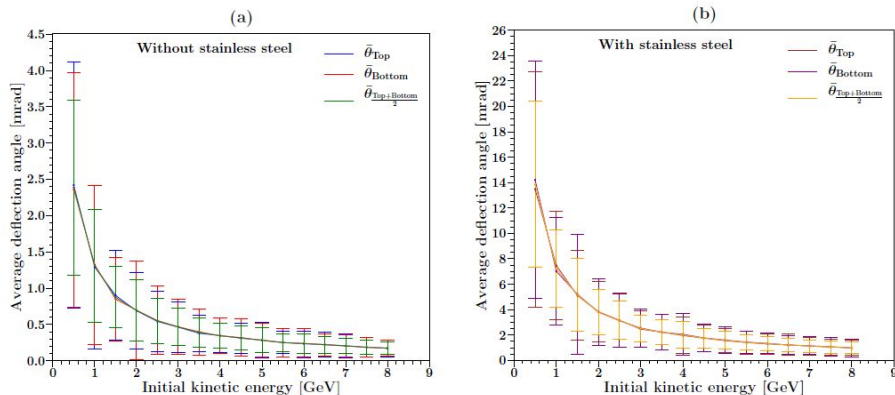 (a)
Without stainless steel
θ̄Top
θ̄Bottom
θ̄Top+Bottom/2
Average deflection angle [mrad]
4.5
4.0
3.5
3.0
2.5
2.0
1.5
1.0
0.5
0.0
0 1 2 3 4 5 6 7 8 9
Initial kinetic energy [GeV]
(b)
With stainless steel
θ̄Top
θ̄Bottom
θ̄Top+Bottom/2
Average deflection angle [mrad]
26
24
22
20
18
16
14
12
10
8
6
4
2
0
0 1 2 3 4 5 6 7 8 9
Initial kinetic energy [GeV]